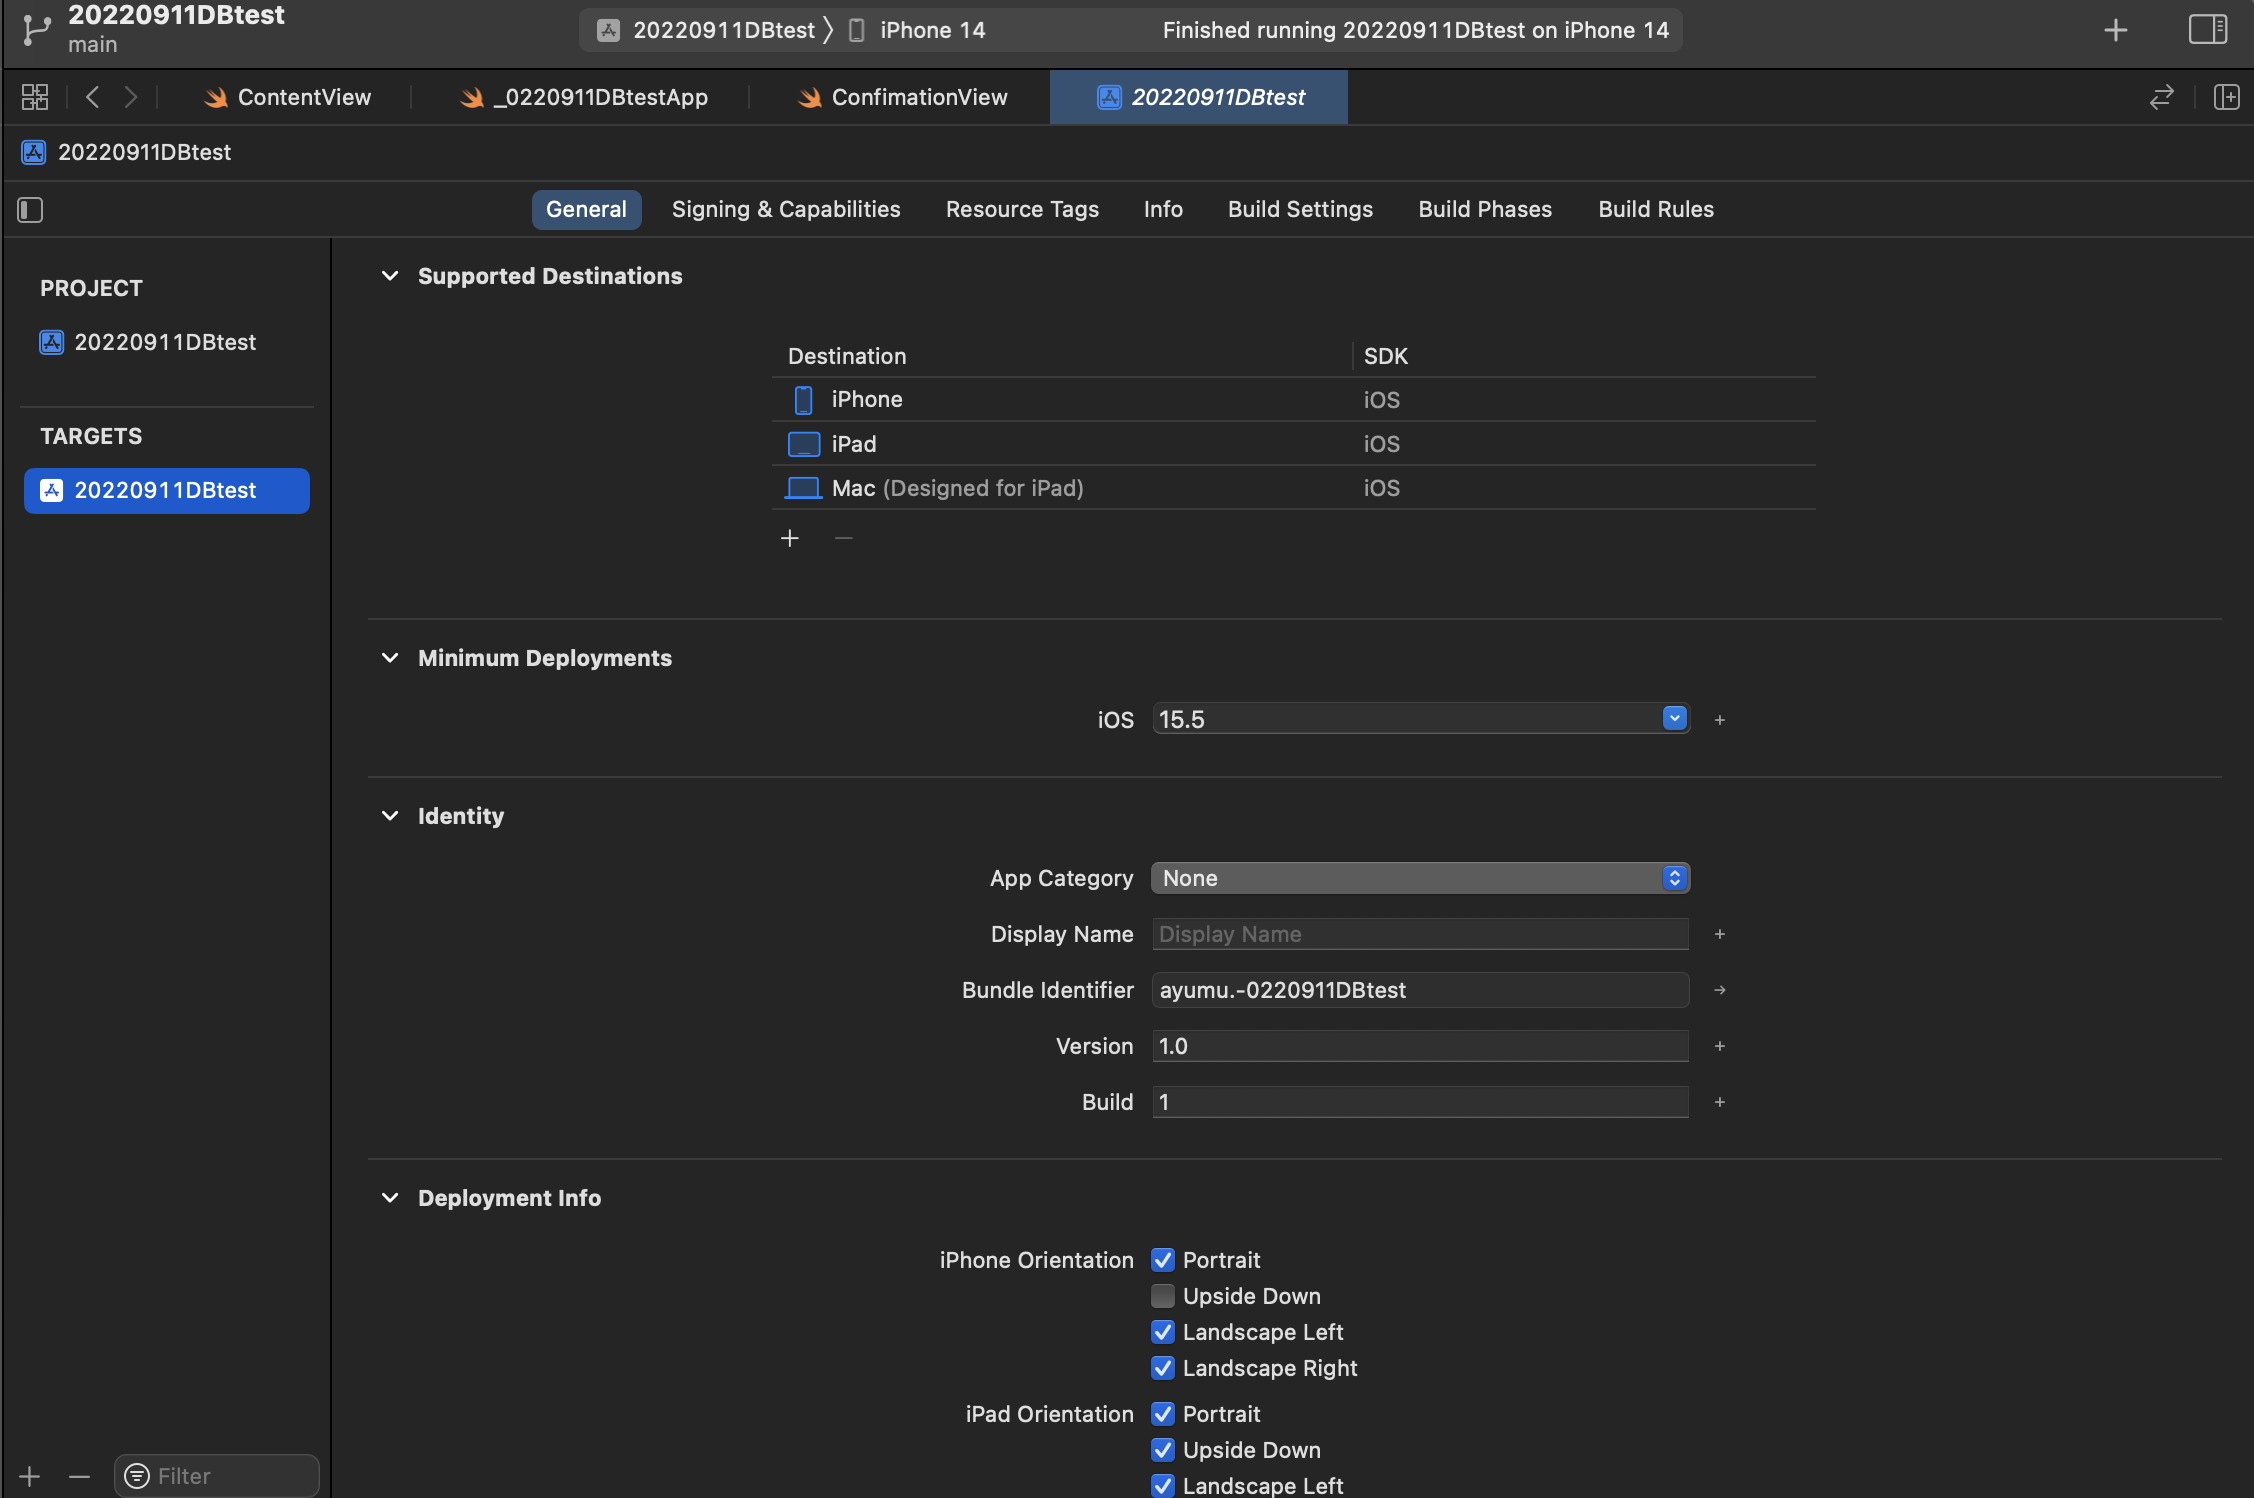 20220911DBtest
main
20220911DBtest 〉 iPhone 14
Finished running 20220911DBtest on iPhone 14
ContentView
_0220911DBtestApp
ConfimationView
20220911DBtest
20220911DBtest
General Signing & Capabilities Resource Tags Info Build Settings Build Phases Build Rules
PROJECT
20220911DBtest
TARGETS
20220911DBtest
Filter
Supported Destinations
Destination SDK
iPhone iOS
iPad iOS
Mac (Designed for iPad) iOS
Minimum Deployments
iOS 15.5
Identity
App Category None
Display Name Display Name
Bundle Identifier ayumu.-0220911DBtest
Version 1.0
Build 1
Deployment Info
iPhone Orientation Portrait
Upside Down
Landscape Left
Landscape Right
iPad Orientation Portrait
Upside Down
Landscape Left